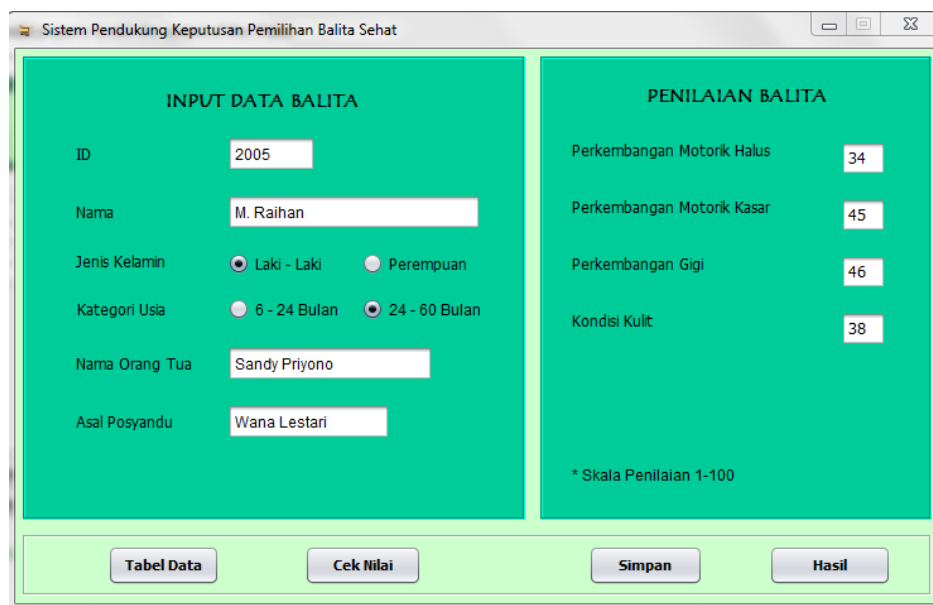 Sistem Pendukung Keputusan Pemilihan Balita Sehat
INPUT DATA BALITA
ID 2005
Nama M. Raihan
Jenis Kelamin Laki - Laki Perempuan
Kategori Usia 6 - 24 Bulan 24 - 60 Bulan
Nama Orang Tua Sandy Priyono
Asal Posyandu Wana Lestari
PENILAIAN BALITA
Perkembangan Motorik Halus 34
Perkembangan Motorik Kasar 45
Perkembangan Gigi 46
Kondisi Kulit 38
* Skala Penilaian 1-100
Tabel Data Cek Nilai Simpan Hasil